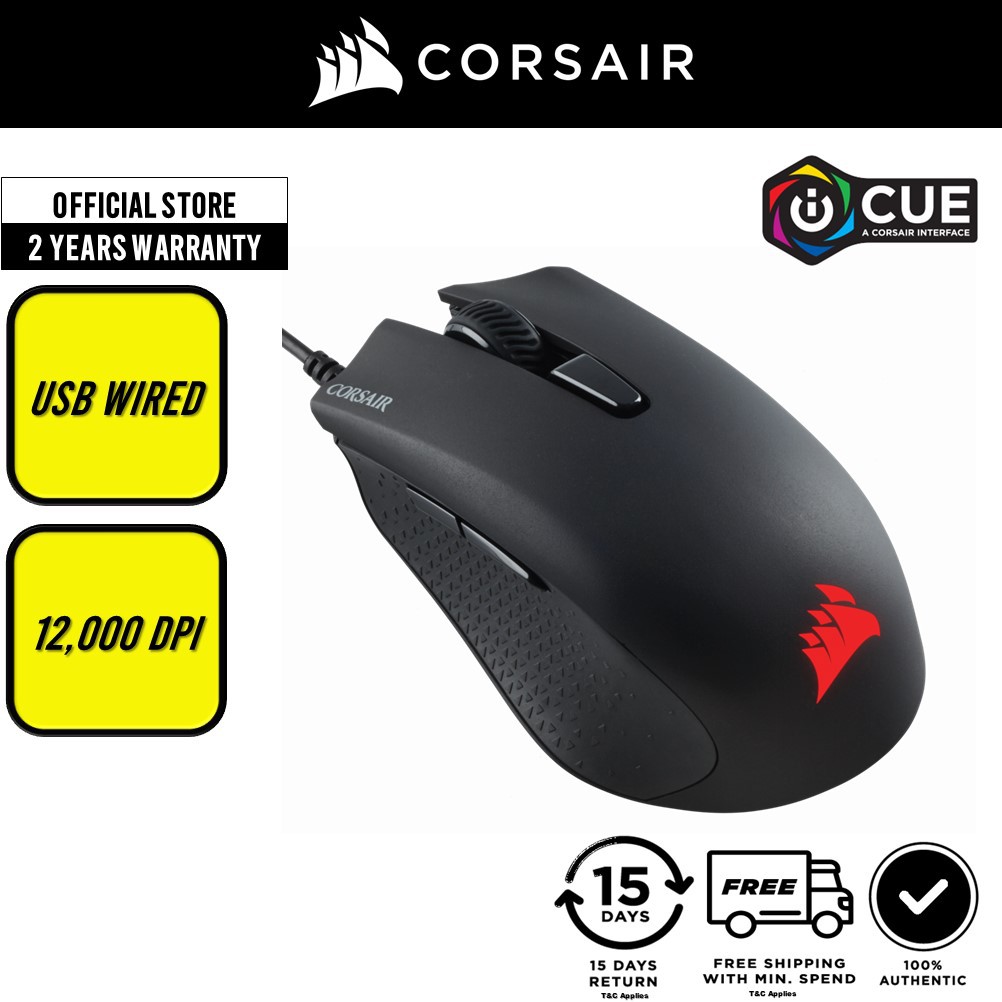 CORSAIR
OFFICIAL STORE
2 YEARS WARRANTY
i CUE
A CORSAIR INTERFACE
USB WIRED
CORSAIR
12,000 DPI
15
DAYS
15 DAYS
RETURN
T&C Applies
FREE
FREE SHIPPING
WITH MIN. SPEND
T&C Applies
100%
AUTHENTIC